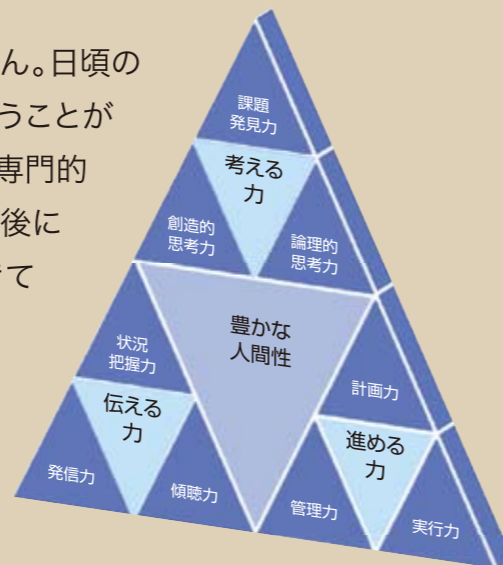 ん。日頃の
うことが
専門的
後に
て
課題
発見力
考える
力
創造的
思考力
論理的
思考力
豊かな
人間性
状況
把握力
伝える
力
発信力
傾聴力
計画力
進める
力
管理力
実行力